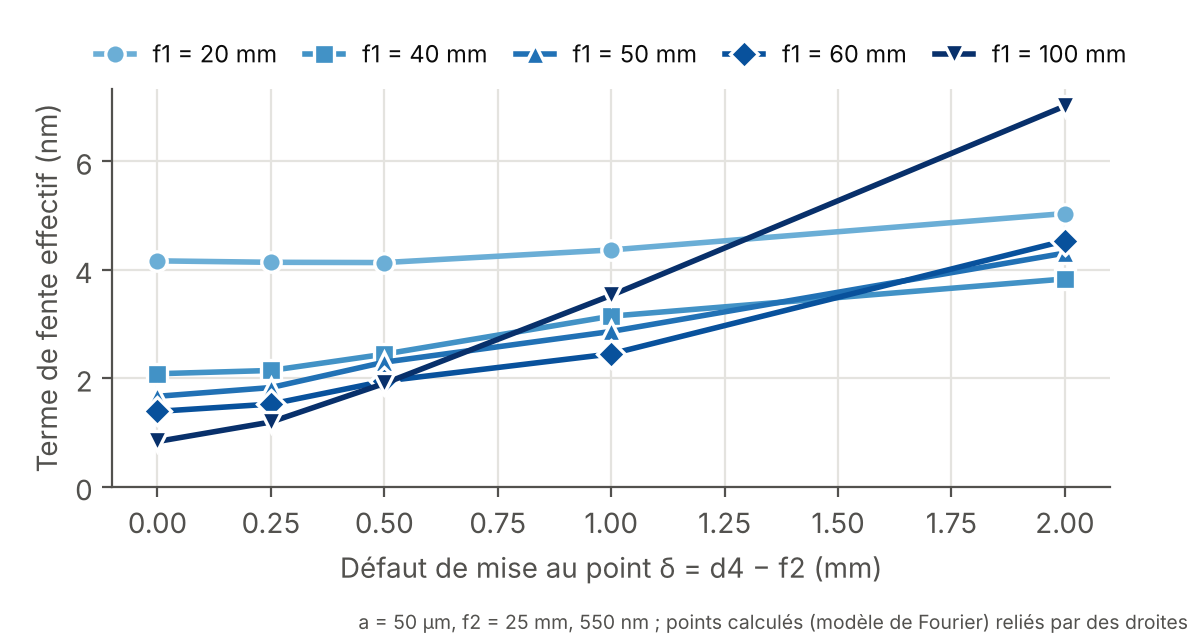 f1 = 20 mm f1 = 40 mm f1 = 50 mm f1 = 60 mm f1 = 100 mm
Terme de fente effectif (nm)
6
4
2
0
0.00 0.25 0.50 0.75 1.00 1.25 1.50 1.75 2.00
Défaut de mise au point δ = d4 − f2 (mm)
a = 50 µm, f2 = 25 mm, 550 nm ; points calculés (modèle de Fourier) reliés par des droites